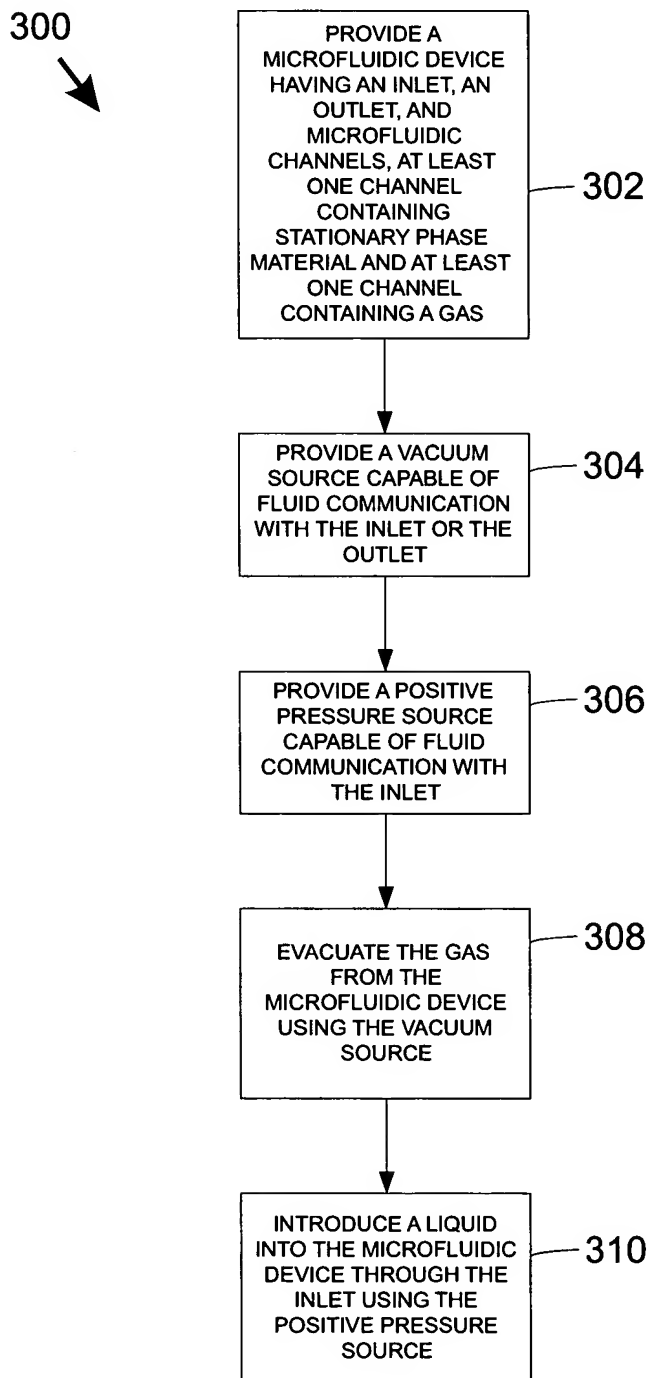 300
PROVIDE A
MICROFLUIDIC DEVICE
HAVING AN INLET, AN
OUTLET, AND
MICROFLUIDIC
CHANNELS, AT LEAST
ONE CHANNEL
CONTAINING
STATIONARY PHASE
MATERIAL AND AT LEAST
ONE CHANNEL
CONTAINING A GAS
302
PROVIDE A VACUUM
SOURCE CAPABLE OF
FLUID COMMUNICATION
WITH THE INLET OR THE
OUTLET
304
PROVIDE A POSITIVE
PRESSURE SOURCE
CAPABLE OF FLUID
COMMUNICATION WITH
THE INLET
306
EVACUATE THE GAS
FROM THE
MICROFLUIDIC DEVICE
USING THE VACUUM
SOURCE
308
INTRODUCE A LIQUID
INTO THE MICROFLUIDIC
DEVICE THROUGH THE
INLET USING THE
POSITIVE PRESSURE
SOURCE
310